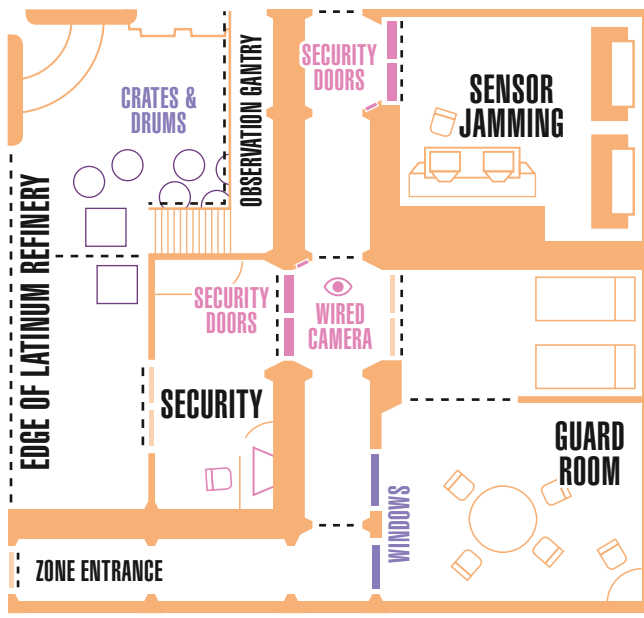 SECURITY
DOORS
SENSOR
JAMMING
CRATES &
DRUMS
OBSERVATION GANTRY
EDGE OF LATINUM REFINERY
SECURITY
DOORS
WIRED
CAMERA
SECURITY
GUARD
ROOM
WINDOWS
ZONE ENTRANCE